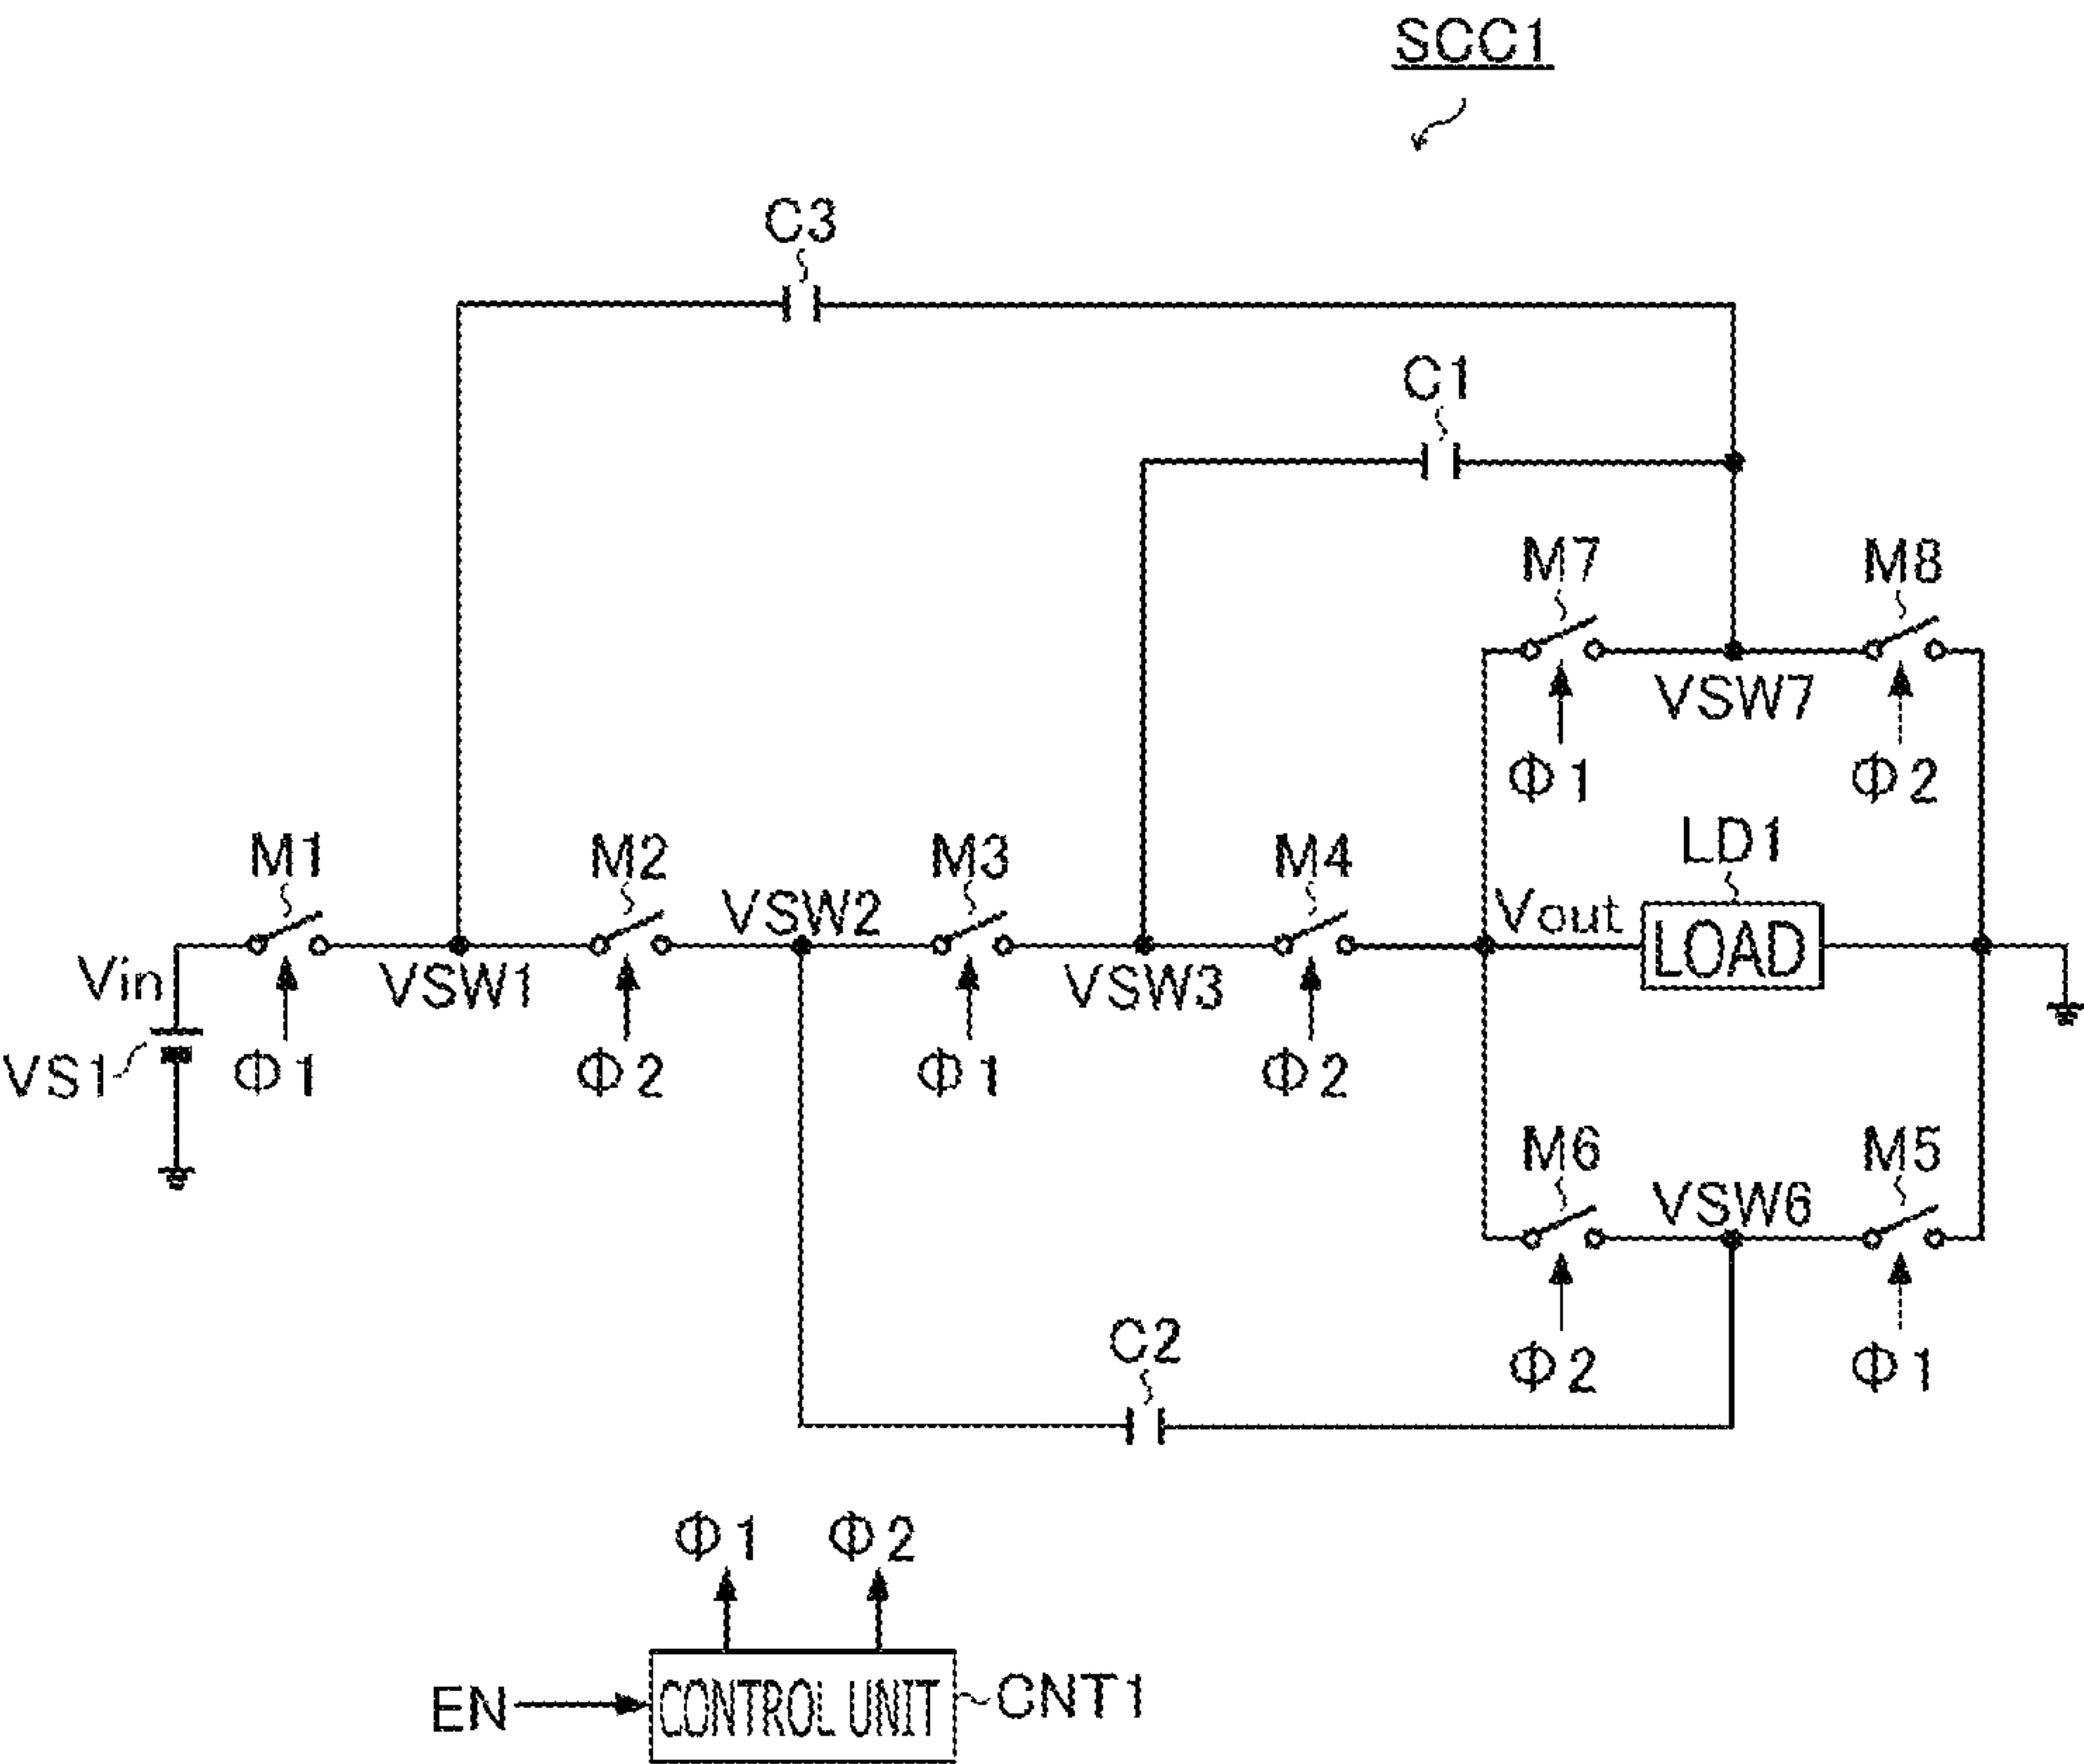 SCC1
C3
C1
M7 M8
VSW7
Φ1 Φ2
LD1
M1 M2 M3 M4
VSW2 Vout LOAD
Vin VSW1 VSW3
VS1 Φ1 Φ2 Φ1 Φ2
M6 M5
VSW6
C2
Φ2 Φ1
Φ1 Φ2
EN CONTROL UNIT CNT1